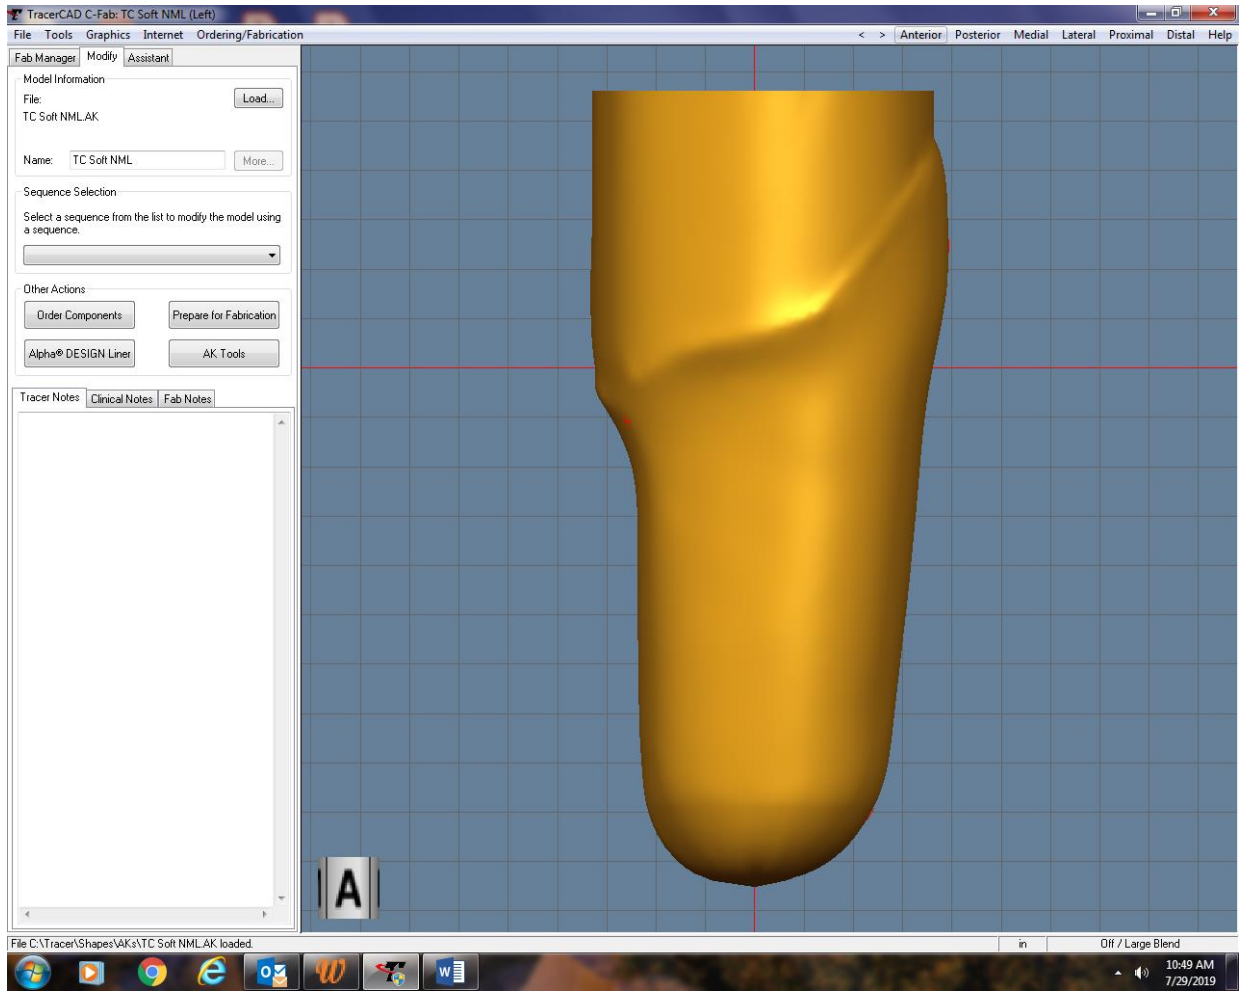 TracerCAD C-Fab: TC Soft NML (Left)
File Tools Graphics Internet Ordering/Fabrication < > Anterior Posterior Medial Lateral Proximal Distal Help
Fab Manager Modify Assistant
Model Information
File: Load...
TC Soft NML.AK
Name: TC Soft NML More...
Sequence Selection
Select a sequence from the list to modify the model using
a sequence.
Other Actions
Order Components Prepare for Fabrication
Alpha® DESIGN Liner AK Tools
Tracer Notes Clinical Notes Fab Notes
A
File C:\Tracer\Shapes\AKs\TC Soft NML.AK loaded. in Off / Large Blend
10:49 AM
7/29/2019